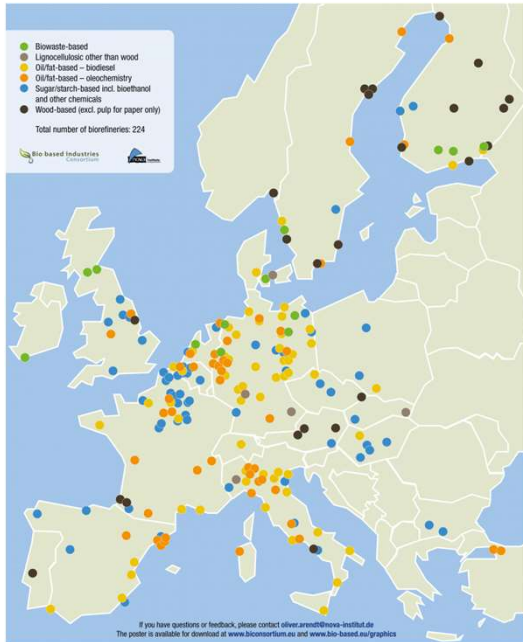 Biowaste-based
Lignocellulosic other than wood
Oil/fat-based – biodiesel
Oil/fat-based – oleochemistry
Sugar/starch-based incl. bioethanol
and other chemicals
Wood-based (excl. pulp for paper only)
Total number of biorefineries: 224
Bio based Industries
Consortium
If you have questions or feedback, please contact oliver.arendt@nova-institut.de
The poster is available for download at www.biconsortium.eu and www.bio-based.eu/graphics